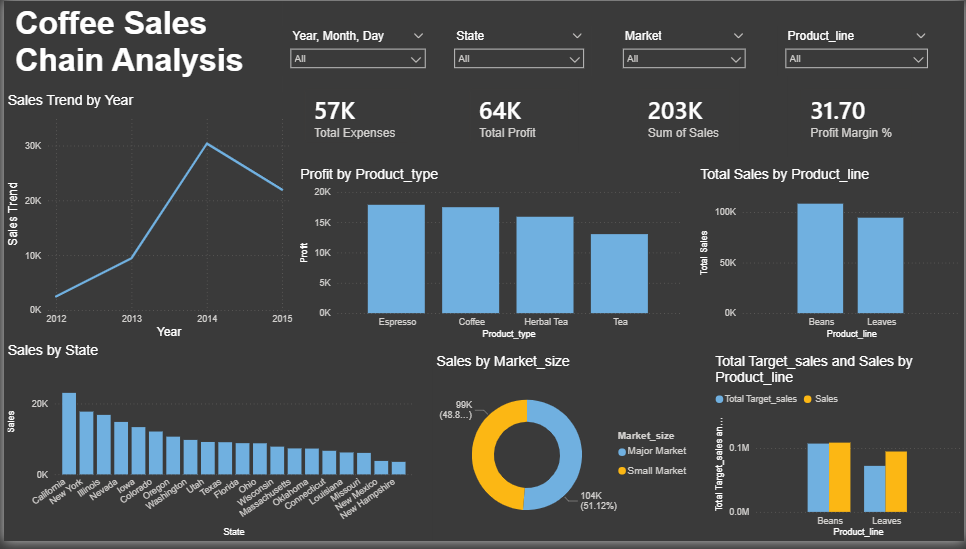 Coffee Sales
Chain Analysis
Year, Month, Day
All
State
All
Market
All
Product_line
All
57K
Total Expenses
64K
Total Profit
203K
Sum of Sales
31.70
Profit Margin %
Sales Trend by Year
Sales Trend
30K
20K
10K
0K
2012 2013 2014 2015
Year
Profit by Product_type
Profit
20K
15K
10K
5K
0K
Espresso Coffee Herbal Tea Tea
Product_type
Total Sales by Product_line
Total Sales
100K
50K
0K
Beans Leaves
Product_line
Sales by State
Sales
20K
0K
California
New York
Illinois
Nevada
Iowa
Colorado
Oregon
Washington
Utah
Texas
Florida
Ohio
Wisconsin
Massachusetts
Oklahoma
Connecticut
Louisiana
Missouri
New Mexico
New Hampshire
State
Sales by Market_size
99K
(48.8...)
104K
(51.12%)
Market_size
Major Market
Small Market
Total Target_sales and Sales by
Product_line
Total Target_sales Sales
Total Target_sales an...
0.1M
0.0M
Beans Leaves
Product_line